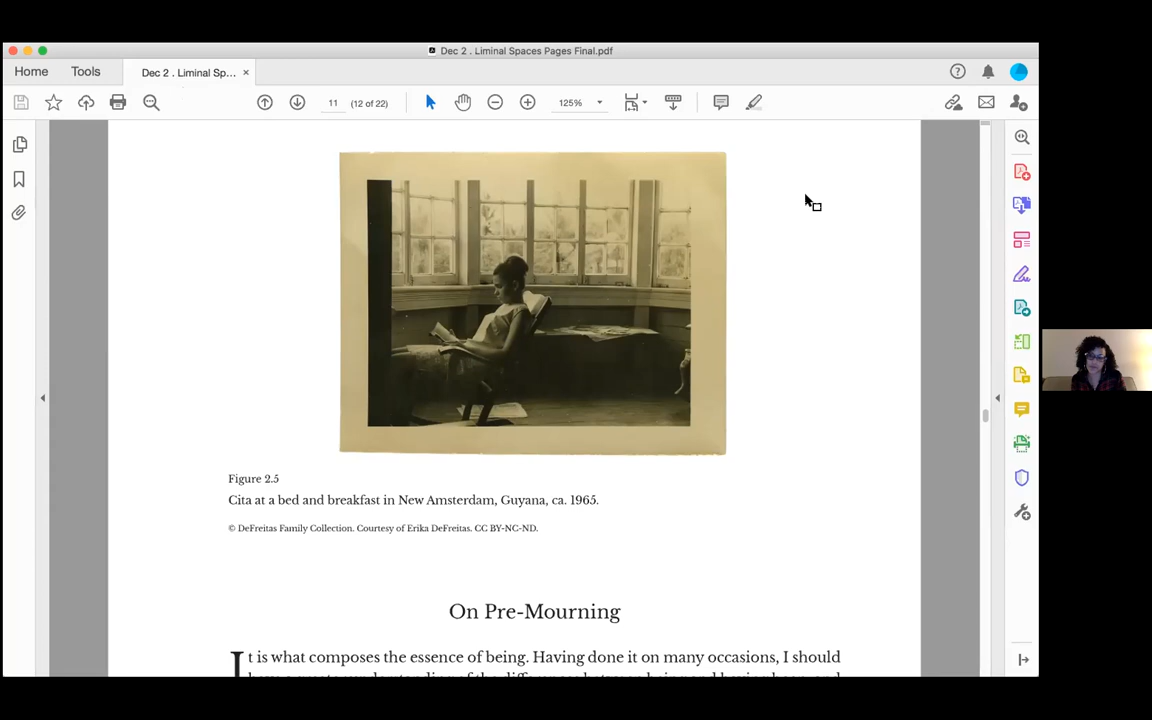 Dec 2 . Liminal Spaces Pages Final.pdf
Home Tools Dec 2 . Liminal Sp... ×
11 (12 of 22) 125%
Figure 2.5
Cita at a bed and breakfast in New Amsterdam, Guyana, ca. 1965.
© DeFreitas Family Collection. Courtesy of Erika DeFreitas. CC BY-NC-ND.
On Pre-Mourning
It is what composes the essence of being. Having done it on many occasions, I should